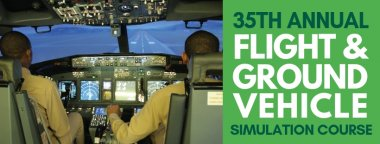 35TH ANNUAL
FLIGHT &
GROUND
VEHICLE
SIMULATION COURSE